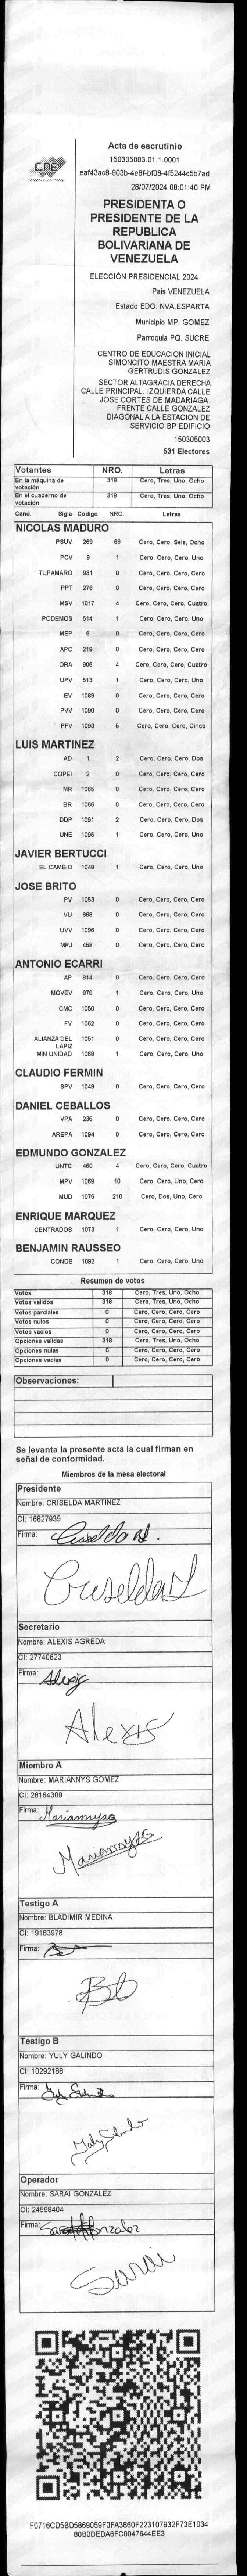 CNE
Acta de escrutinio
150305003.01.1.0001
eaf43ac8-903b-4e8f-bf08-4f5244c5b7ad
28/07/2024 08:01:40 PM
PRESIDENTA O
PRESIDENTE DE LA
REPUBLICA
BOLIVARIANA DE
VENEZUELA
ELECCIÓN PRESIDENCIAL 2024
Pais VENEZUELA
Estado EDO. NVA.ESPARTA
Municipio MP. GOMEZ
Parroquia PQ. SUCRE
CENTRO DE EDUCACION INICIAL
SIMONCITO MAESTRA MARIA
GERTRUDIS GONZALEZ
SECTOR ALTAGRACIA DERECHA
CALLE PRINCIPAL. IZQUIERDA CALLE
JOSE CORTES DE MADARIAGA.
FRENTE CALLE GONZALEZ
DIAGONAL A LA ESTACION DE
SERVICIO BP EDIFICIO
150305003
531 Electores
Votantes NRO. Letras
En la máquina de votación 318 Cero, Tres, Uno, Ocho
En el cuaderno de votación 318 Cero, Tres, Uno, Ocho
Cand. Sigla Código NRO. Letras
NICOLAS MADURO
PSUV 269 68 Cero, Cero, Seis, Ocho
PCV 9 1 Cero, Cero, Cero, Uno
TUPAMARO 931 0 Cero, Cero, Cero, Cero
PPT 276 0 Cero, Cero, Cero, Cero
MSV 1017 4 Cero, Cero, Cero, Cuatro
PODEMOS 514 1 Cero, Cero, Cero, Uno
MEP 6 0 Cero, Cero, Cero, Cero
APC 219 0 Cero, Cero, Cero, Cero
ORA 906 4 Cero, Cero, Cero, Cuatro
UPV 513 1 Cero, Cero, Cero, Uno
EV 1089 0 Cero, Cero, Cero, Cero
PVV 1090 0 Cero, Cero, Cero, Cero
PFV 1093 5 Cero, Cero, Cero, Cinco
LUIS MARTINEZ
AD 1 2 Cero, Cero, Cero, Dos
COPEI 2 0 Cero, Cero, Cero, Cero
MR 1065 0 Cero, Cero, Cero, Cero
BR 1066 0 Cero, Cero, Cero, Cero
DDP 1091 2 Cero, Cero, Cero, Dos
UNE 1095 1 Cero, Cero, Cero, Uno
JAVIER BERTUCCI
EL CAMBIO 1048 1 Cero, Cero, Cero, Uno
JOSE BRITO
PV 1053 0 Cero, Cero, Cero, Cero
VU 868 0 Cero, Cero, Cero, Cero
UVV 1096 0 Cero, Cero, Cero, Cero
MPJ 458 0 Cero, Cero, Cero, Cero
ANTONIO ECARRI
AP 814 0 Cero, Cero, Cero, Cero
MOVEV 878 1 Cero, Cero, Cero, Uno
CMC 1050 0 Cero, Cero, Cero, Cero
FV 1062 0 Cero, Cero, Cero, Cero
ALIANZA DEL LAPIZ 1051 0 Cero, Cero, Cero, Cero
MIN UNIDAD 1068 1 Cero, Cero, Cero, Uno
CLAUDIO FERMIN
SPV 1049 0 Cero, Cero, Cero, Cero
DANIEL CEBALLOS
VPA 236 0 Cero, Cero, Cero, Cero
AREPA 1094 0 Cero, Cero, Cero, Cero
EDMUNDO GONZALEZ
UNTC 460 4 Cero, Cero, Cero, Cuatro
MPV 1069 10 Cero, Cero, Uno, Cero
MUD 1075 210 Cero, Dos, Uno, Cero
ENRIQUE MARQUEZ
CENTRADOS 1073 1 Cero, Cero, Cero, Uno
BENJAMIN RAUSSEO
CONDE 1092 1 Cero, Cero, Cero, Uno
Resumen de votos
Votos 318 Cero, Tres, Uno, Ocho
Votos validos 318 Cero, Tres, Uno, Ocho
Votos parciales 0 Cero, Cero, Cero, Cero
Votos nulos 0 Cero, Cero, Cero, Cero
Votos vacios 0 Cero, Cero, Cero, Cero
Opciones validas 318 Cero, Tres, Uno, Ocho
Opciones nulas 0 Cero, Cero, Cero, Cero
Opciones vacias 0 Cero, Cero, Cero, Cero
Observaciones:
Se levanta la presente acta la cual firman en
señal de conformidad.
Miembros de la mesa electoral
Presidente
Nombre: CRISELDA MARTINEZ
CI: 16827935
Firma: Criselda M.
Criselda M
Secretario
Nombre: ALEXIS AGREDA
CI: 27740623
Firma: Alexis
Alexis
Miembro A
Nombre: MARIANNYS GOMEZ
CI: 26164309
Firma: MariannysG
MariannysG
Testigo A
Nombre: BLADIMIR MEDINA
CI: 19183978
Firma:
Testigo B
Nombre: YULY GALINDO
CI: 10292188
Firma: Yuly Galindo
Yuly Galindo
Operador
Nombre: SARAI GONZALEZ
CI: 24598404
Firma: Sarai Gonzalez
Sarai
F0716CD5BD5869059F0FA3860F223107932F73E1034
60B0DEDA6FC0047644EE3